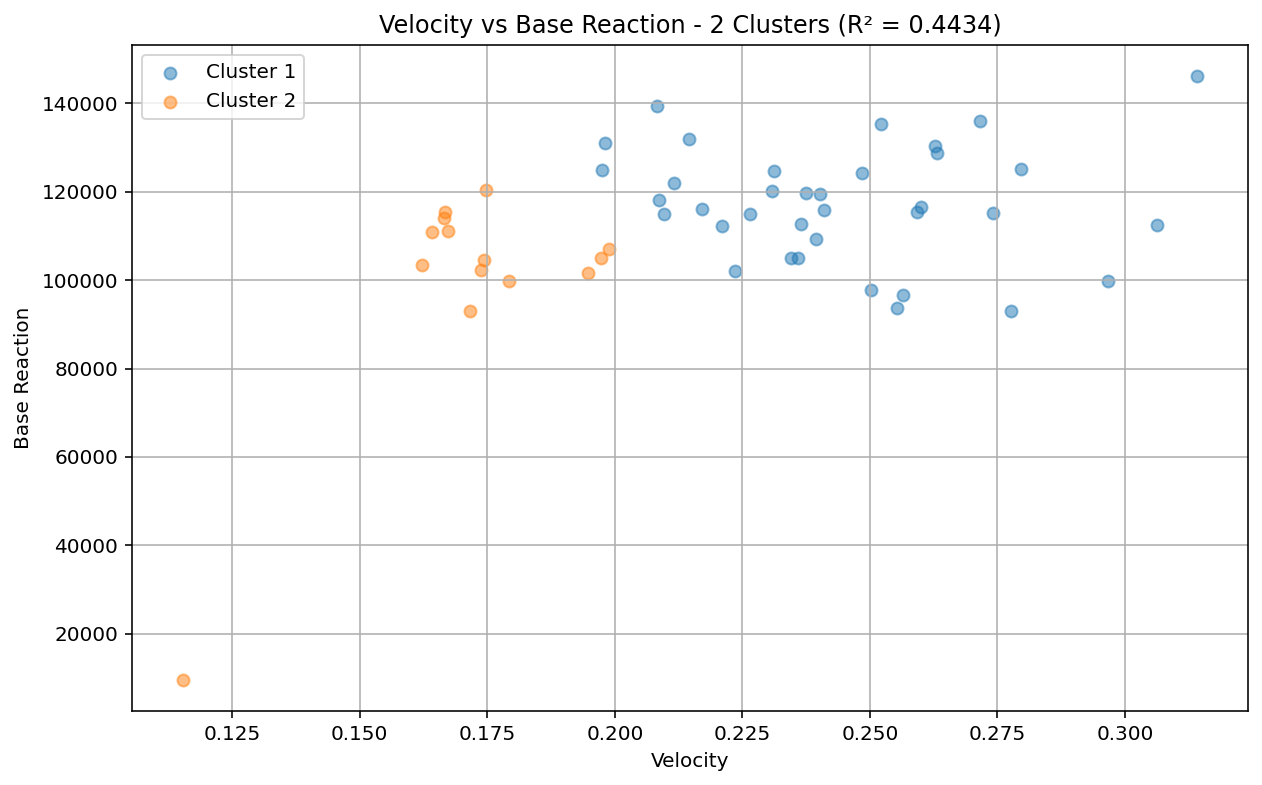 Velocity vs Base Reaction - 2 Clusters (R² = 0.4434)
Cluster 1
Cluster 2
140000
120000
100000
80000
60000
40000
20000
Base Reaction
0.125 0.150 0.175 0.200 0.225 0.250 0.275 0.300
Velocity